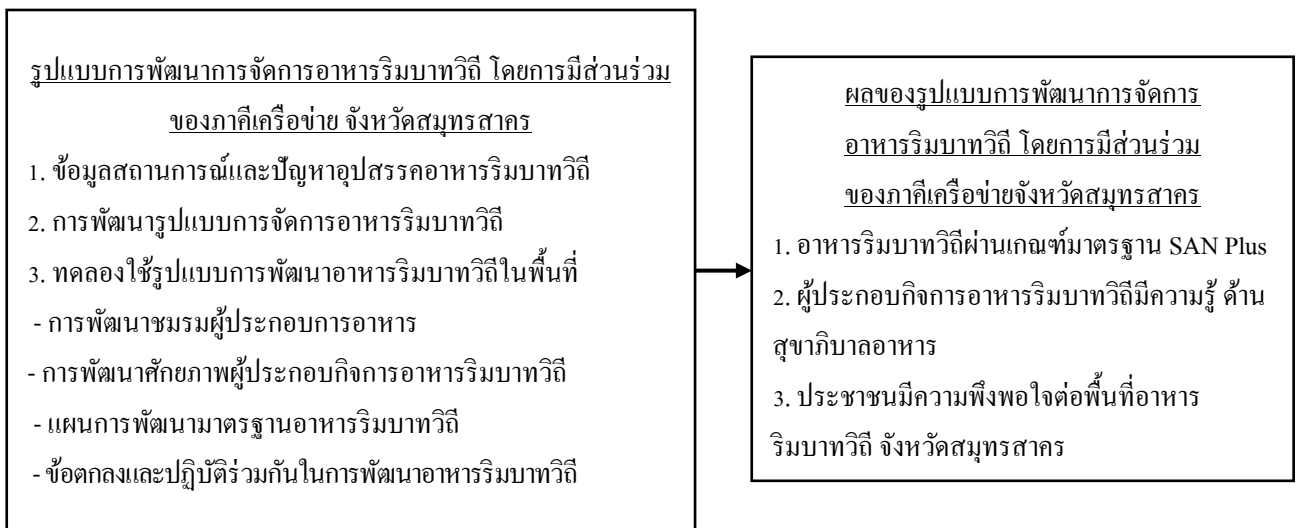 รูปแบบการพัฒนาการจัดการอาหารริมบาทวิถี โดยการมีส่วนร่วม
ของภาคีเครือข่าย จังหวัดสมุทรสาคร
1. ข้อมูลสถานการณ์และปัญหาอุปสรรคอาหารริมบาทวิถี
2. การพัฒนารูปแบบการจัดการอาหารริมบาทวิถี
3. ทดลองใช้รูปแบบการพัฒนาอาหารริมบาทวิถีในพื้นที่
- การพัฒนาชมรมผู้ประกอบการอาหาร
- การพัฒนาศักยภาพผู้ประกอบกิจการอาหารริมบาทวิถี
- แผนการพัฒนามาตรฐานอาหารริมบาทวิถี
- ข้อตกลงและปฏิบัติร่วมกันในการพัฒนาอาหารริมบาทวิถี
ผลของรูปแบบการพัฒนาการจัดการ
อาหารริมบาทวิถี โดยการมีส่วนร่วม
ของภาคีเครือข่ายจังหวัดสมุทรสาคร
1. อาหารริมบาทวิถีผ่านเกณฑ์มาตรฐาน SAN Plus
2. ผู้ประกอบกิจการอาหารริมบาทวิถีมีความรู้ ด้าน
สุขาภิบาลอาหาร
3. ประชาชนมีความพึงพอใจต่อพื้นที่อาหาร
ริมบาทวิถี จังหวัดสมุทรสาคร